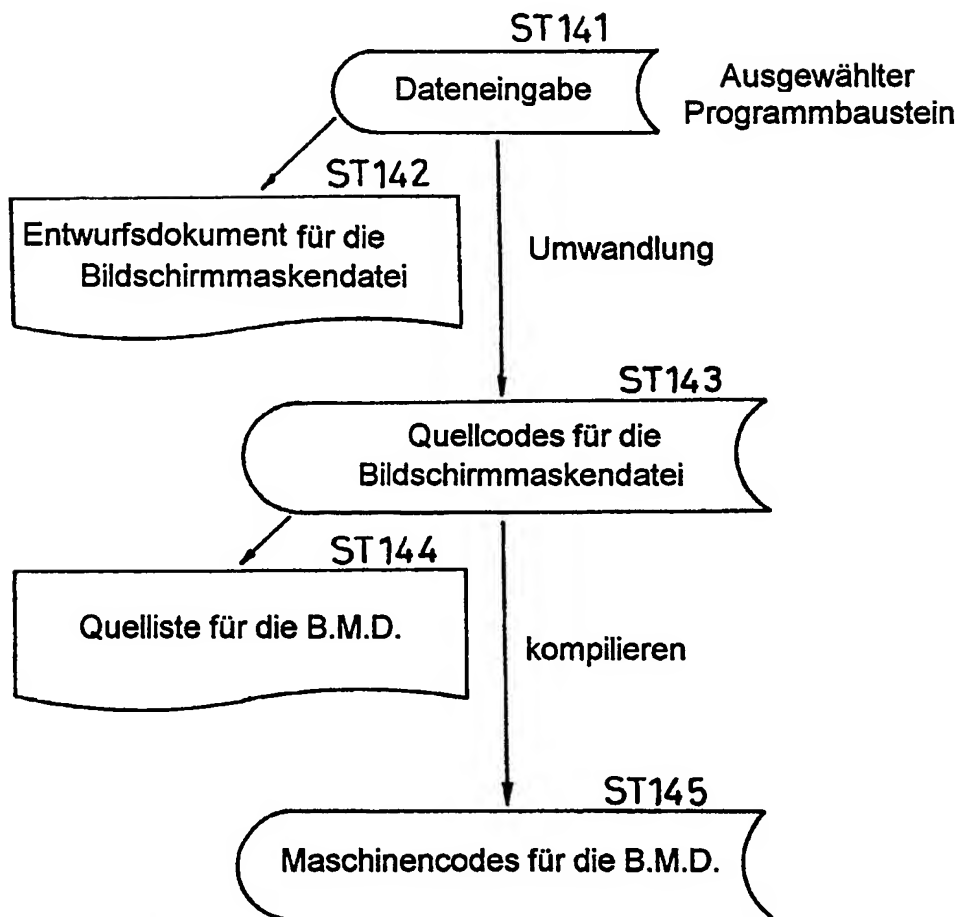 ST141
Dateneingabe
Ausgewählter
Programmbaustein
ST142
Entwurfsdokument für die
Bildschirmmaskendatei
Umwandlung
ST143
Quellcodes für die
Bildschirmmaskendatei
ST144
Quelliste für die B.M.D.
kompilieren
ST145
Maschinencodes für die B.M.D.